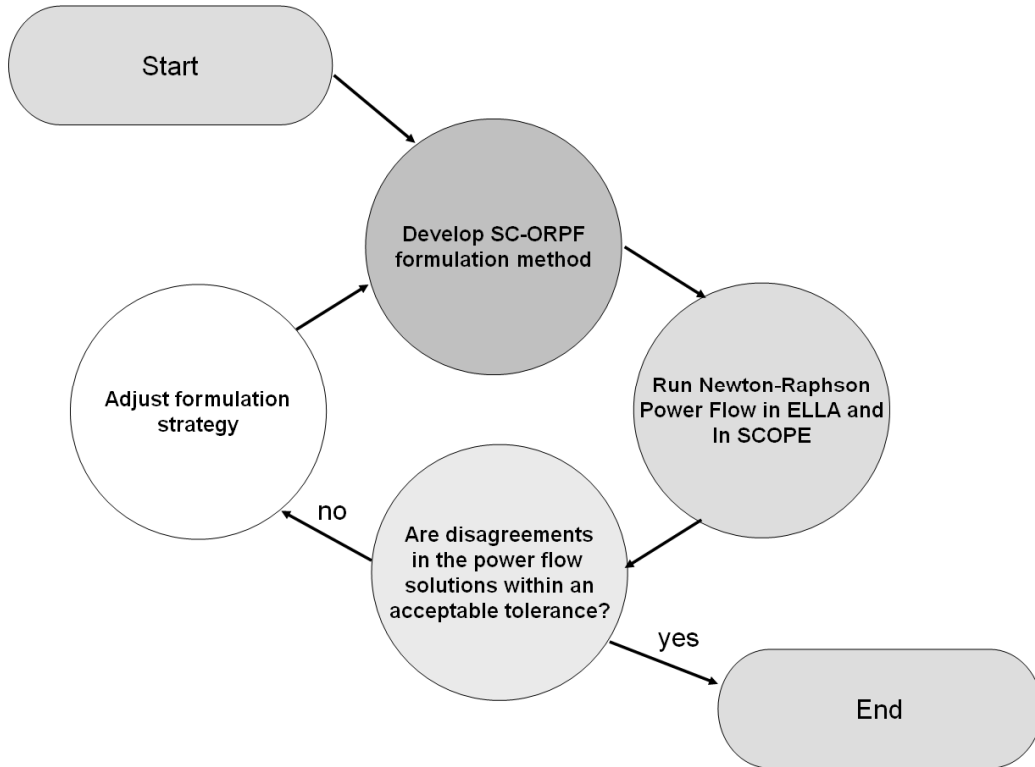 Start
Develop SC-ORPF
formulation method
Run Newton-Raphson
Power Flow in ELLA and
In SCOPE
Adjust formulation
strategy
no
Are disagreements
in the power flow
solutions within an
acceptable tolerance?
yes
End